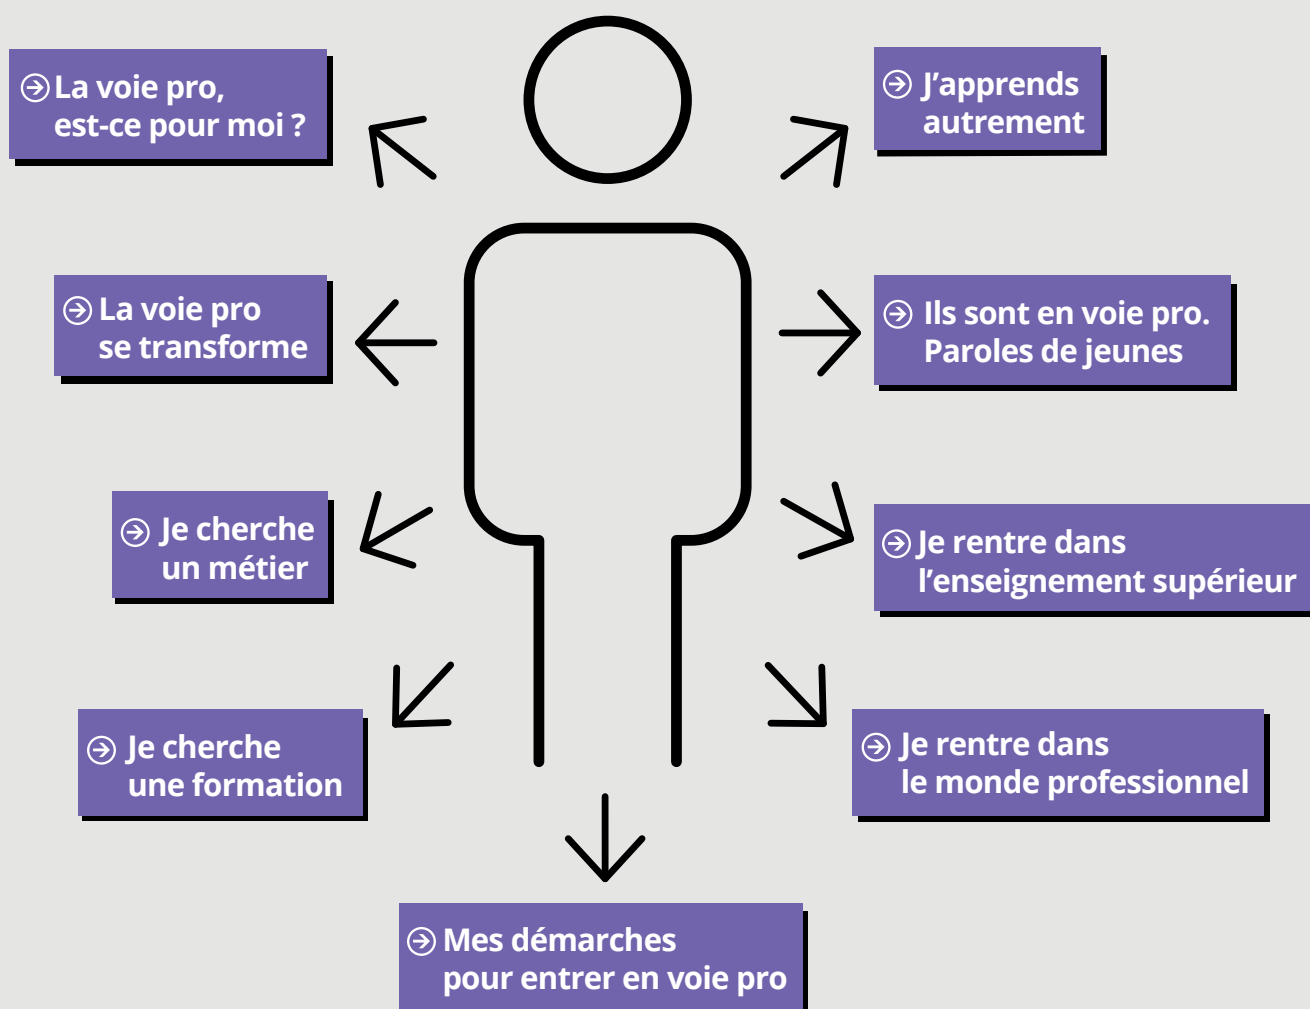 La voie pro,
est-ce pour moi ?
J’apprends
autrement
La voie pro
se transforme
Ils sont en voie pro.
Paroles de jeunes
Je cherche
un métier
Je rentre dans
l’enseignement supérieur
Je cherche
une formation
Je rentre dans
le monde professionnel
Mes démarches
pour entrer en voie pro